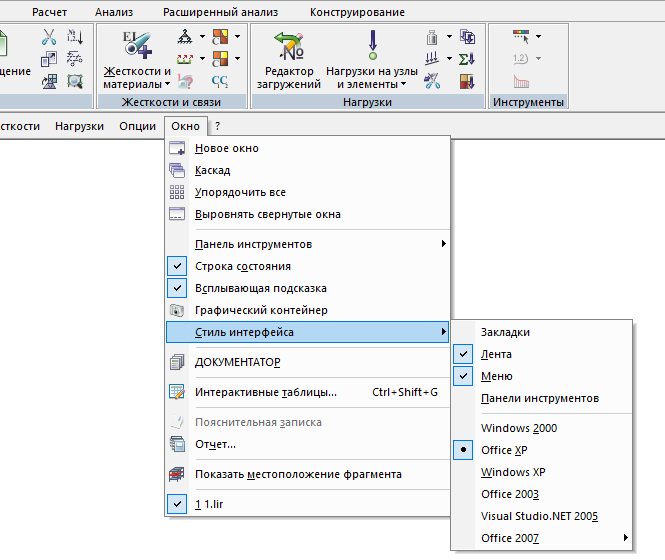 Расчет Анализ Расширенный анализ Конструирование
щение
Жесткости и материалы
Редактор загружений
Нагрузки на узлы и элементы
Жесткости и связи Нагрузки Инструменты
сткости Нагрузки Опции Окно ?
Новое окно
Каскад
Упорядочить все
Выровнять свернутые окна
Панель инструментов
Строка состояния
Всплывающая подсказка
Графический контейнер
Стиль интерфейса
ДОКУМЕНТАТОР
Интерактивные таблицы... Ctrl+Shift+G
Пояснительная записка
Отчет...
Показать местоположение фрагмента
1 1.lir
Закладки
Лента
Меню
Панели инструментов
Windows 2000
Office XP
Windows XP
Office 2003
Visual Studio.NET 2005
Office 2007